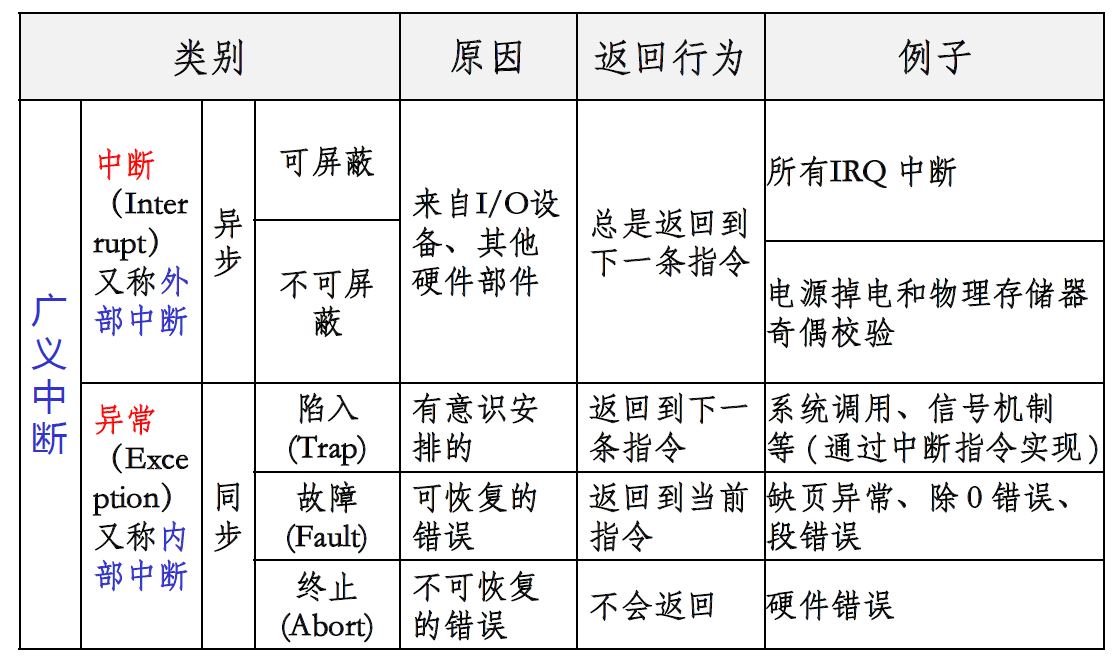 类别
原因
返回行为
例子
广
义
中
断
中断
（Inter
rupt）
又称外
部中断
异
步
可屏蔽
不可屏
蔽
来自I/O设
备、其他
硬件部件
总是返回到
下一条指令
所有IRQ 中断
电源掉电和物理存储器
奇偶校验
异常
（Exce
ption）
又称内
部中断
同
步
陷入
(Trap)
有意识安
排的
返回到下一
条指令
系统调用、信号机制
等 ( 通过中断指令实现)
故障
(Fault)
可恢复的
错误
返回到当前
指令
缺页异常、除 0 错误、
段错误
终止
(Abort)
不可恢复
的错误
不会返回
硬件错误